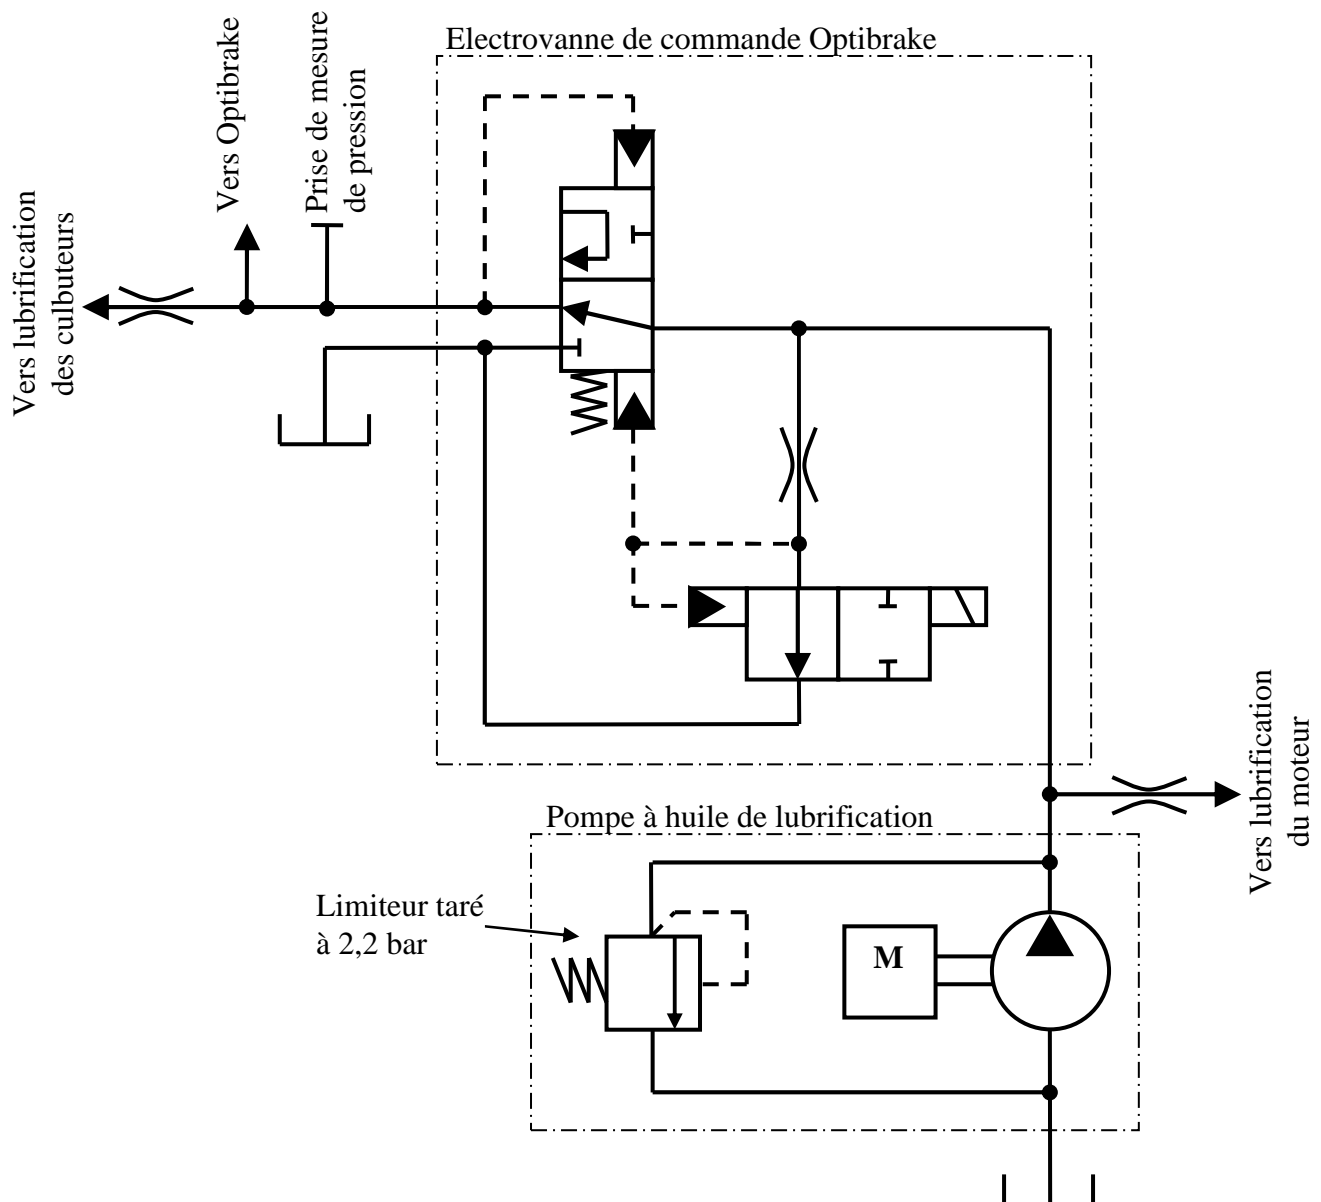 Electrovanne de commande Optibrake
Vers Optibrake
Prise de mesure
de pression
Vers lubrification
des culbuteurs
Vers lubrification
du moteur
Pompe à huile de lubrification
Limiteur taré
à 2,2 bar
M